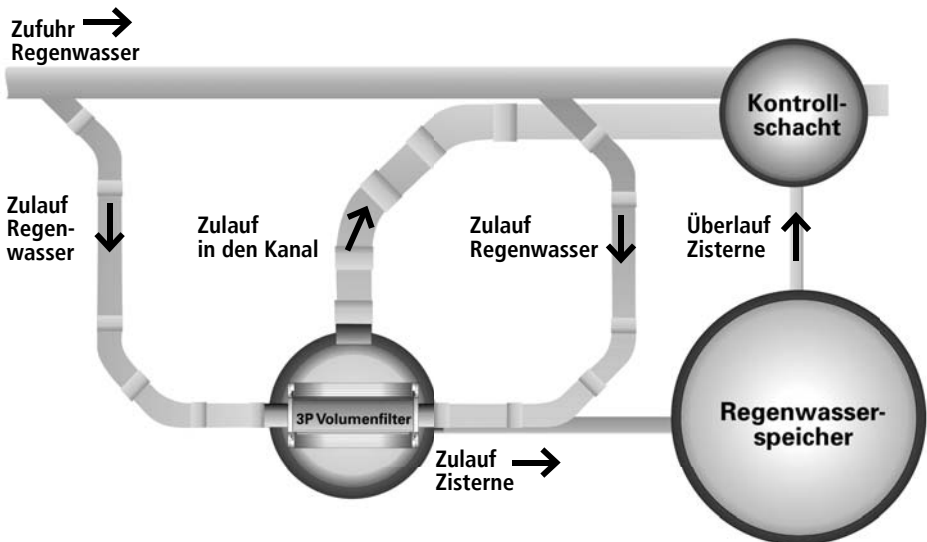 Zufuhr
Regenwasser
Kontroll-
schacht
Zulauf
Regen-
wasser
Zulauf
in den Kanal
Zulauf
Regenwasser
Überlauf
Zisterne
3P Volumenfilter
Regenwasser-
speicher
Zulauf
Zisterne